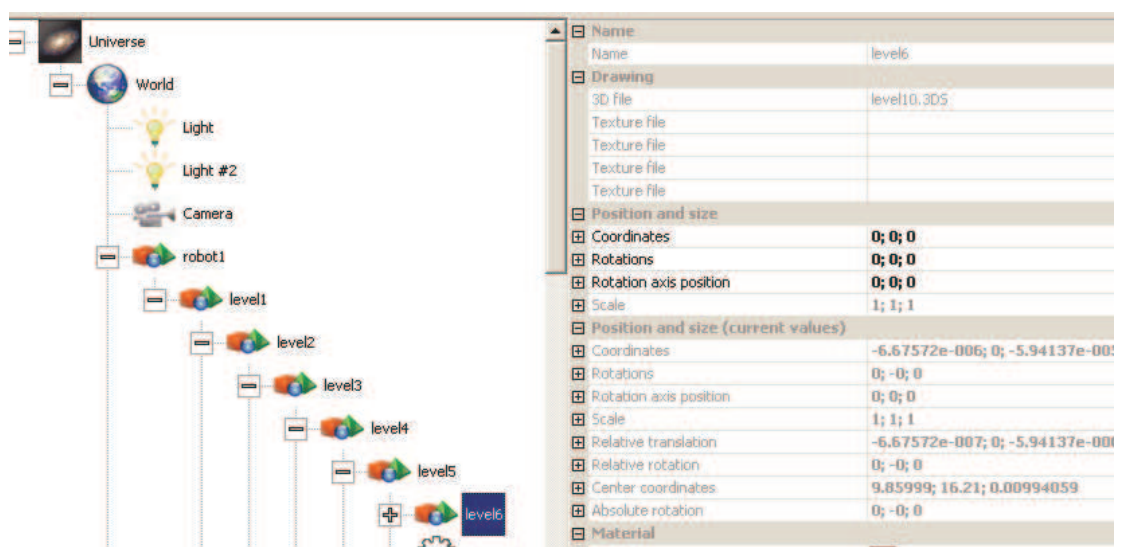 Universe
World
Light
Light #2
Camera
robot1
level1
level2
level3
level4
level5
level6
Name
Name level6
Drawing
3D file level10.3DS
Texture file
Texture file
Texture file
Texture file
Position and size
Coordinates 0; 0; 0
Rotations 0; 0; 0
Rotation axis position 0; 0; 0
Scale 1; 1; 1
Position and size (current values)
Coordinates -6.67572e-006; 0; -5.94137e-005
Rotations 0; -0; 0
Rotation axis position 0; 0; 0
Scale 1; 1; 1
Relative translation -6.67572e-007; 0; -5.94137e-00
Relative rotation 0; -0; 0
Center coordinates 9.85999; 16.21; 0.00994059
Absolute rotation 0; -0; 0
Material